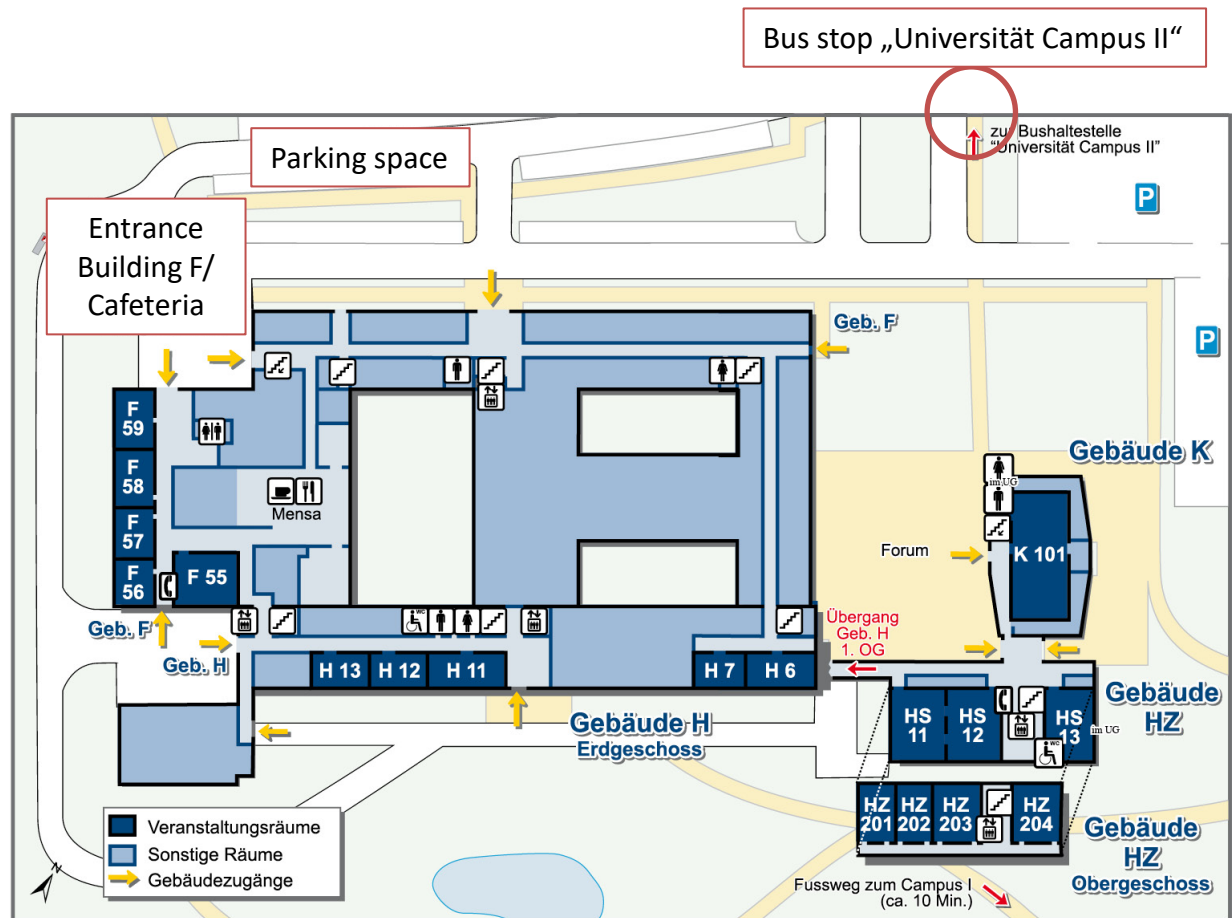 Bus stop „Universität Campus II“
zur Bushaltestelle
"Universität Campus II"
Parking space
P
Entrance
Building F/
Cafeteria
Geb. F
P
F
59
F
58
F
57
F
56
F 55
Mensa
Gebäude K
im UG
Forum
K 101
Geb. F
Geb. H
WC
Übergang
Geb. H
1. OG
H 13
H 12
H 11
H 7
H 6
Gebäude H
Erdgeschoss
HS
11
HS
12
HS
13
im UG
WC
Gebäude
HZ
HZ
201
HZ
202
HZ
203
HZ
204
Gebäude
HZ
Obergeschoss
Veranstaltungsräume
Sonstige Räume
Gebäudezugänge
N
Fussweg zum Campus I
(ca. 10 Min.)